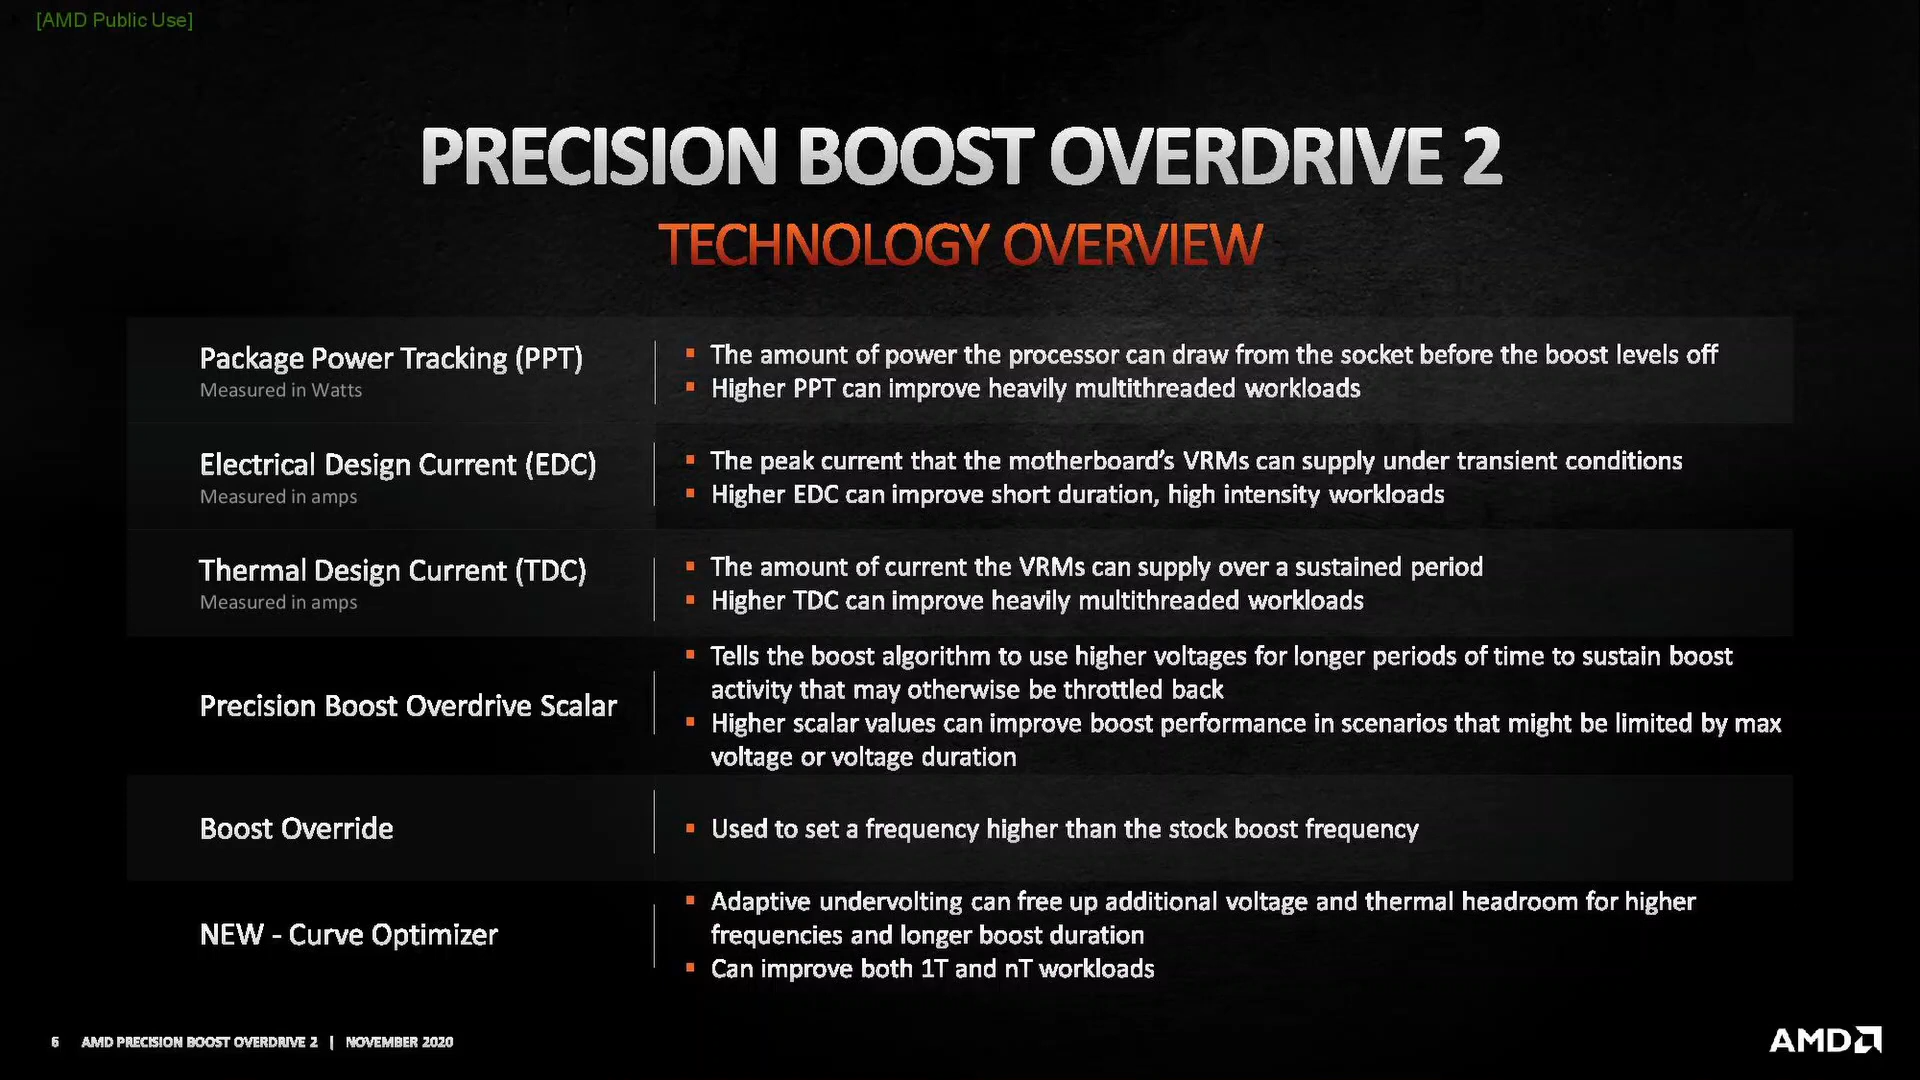 [AMD Public Use]
PRECISION BOOST OVERDRIVE 2
TECHNOLOGY OVERVIEW
Package Power Tracking (PPT)
Measured in Watts
▪ The amount of power the processor can draw from the socket before the boost levels off
▪ Higher PPT can improve heavily multithreaded workloads
Electrical Design Current (EDC)
Measured in amps
▪ The peak current that the motherboard’s VRMs can supply under transient conditions
▪ Higher EDC can improve short duration, high intensity workloads
Thermal Design Current (TDC)
Measured in amps
▪ The amount of current the VRMs can supply over a sustained period
▪ Higher TDC can improve heavily multithreaded workloads
Precision Boost Overdrive Scalar
▪ Tells the boost algorithm to use higher voltages for longer periods of time to sustain boost
activity that may otherwise be throttled back
▪ Higher scalar values can improve boost performance in scenarios that might be limited by max
voltage or voltage duration
Boost Override
▪ Used to set a frequency higher than the stock boost frequency
NEW - Curve Optimizer
▪ Adaptive undervolting can free up additional voltage and thermal headroom for higher
frequencies and longer boost duration
▪ Can improve both 1T and nT workloads
6 AMD PRECISION BOOST OVERDRIVE 2 | NOVEMBER 2020
AMD